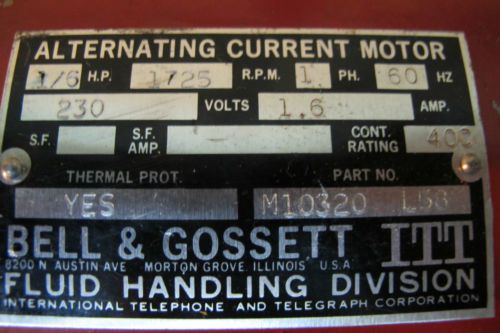 ALTERNATING CURRENT MOTOR
1/6 H.P. 1725 R.P.M. 1 PH. 60 HZ
230 VOLTS 1.6 AMP.
S.F. S.F. AMP. - CONT. RATING 40C
THERMAL PROT. PART NO.
YES M10320 L58
BELL & GOSSETT ITT
8200 N AUSTIN AVE MORTON GROVE, ILLINOIS U.S.A.
FLUID HANDLING DIVISION
INTERNATIONAL TELEPHONE AND TELEGRAPH CORPORATION